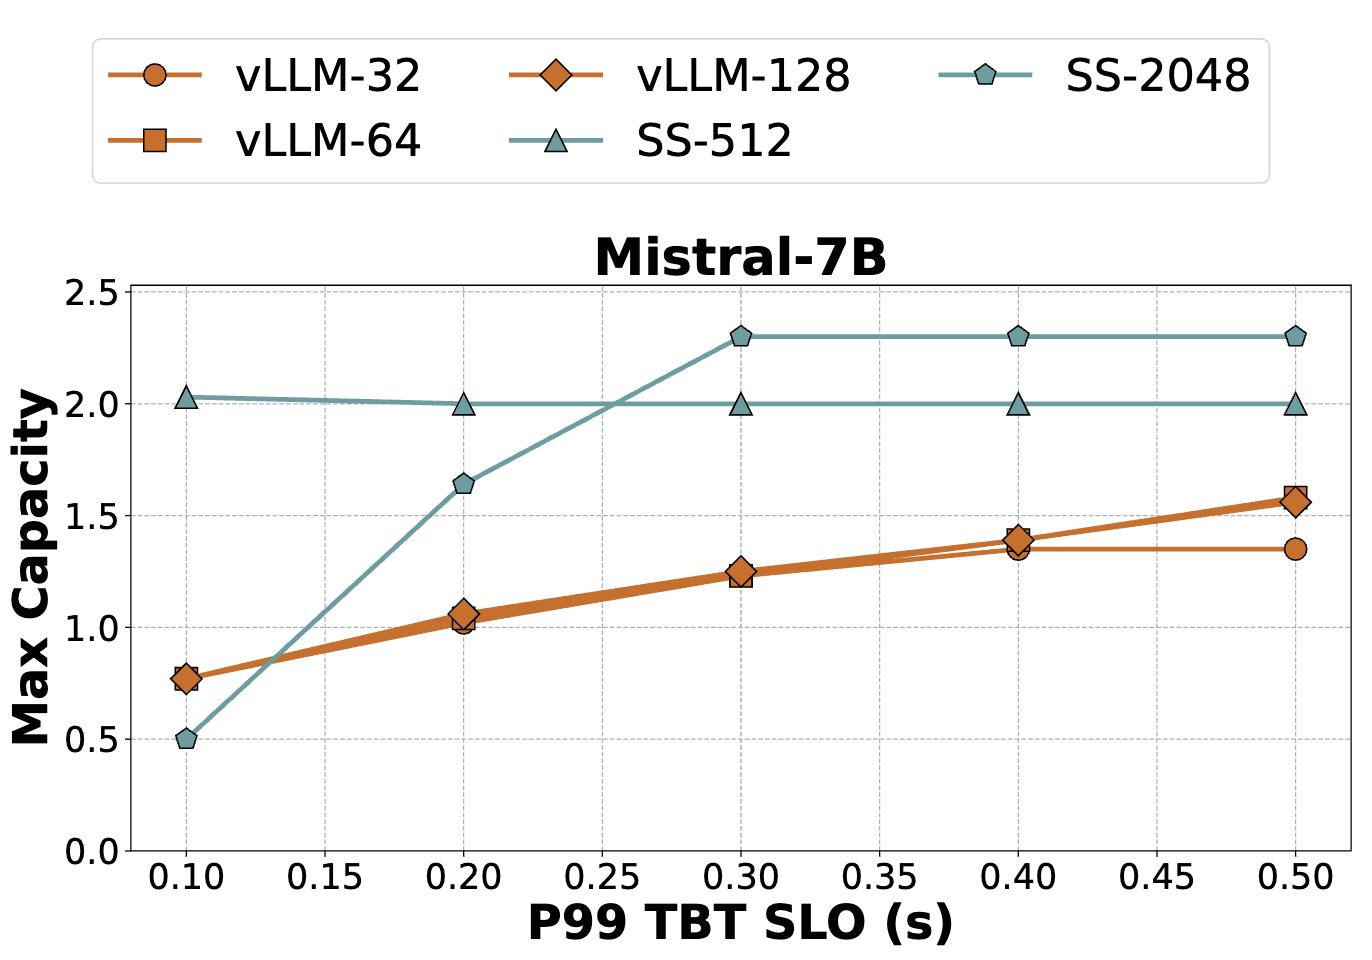 vLLM-32 vLLM-128 SS-2048
vLLM-64 SS-512
Mistral-7B
Max Capacity
2.5
2.0
1.5
1.0
0.5
0.0
0.10 0.15 0.20 0.25 0.30 0.35 0.40 0.45 0.50
P99 TBT SLO (s)